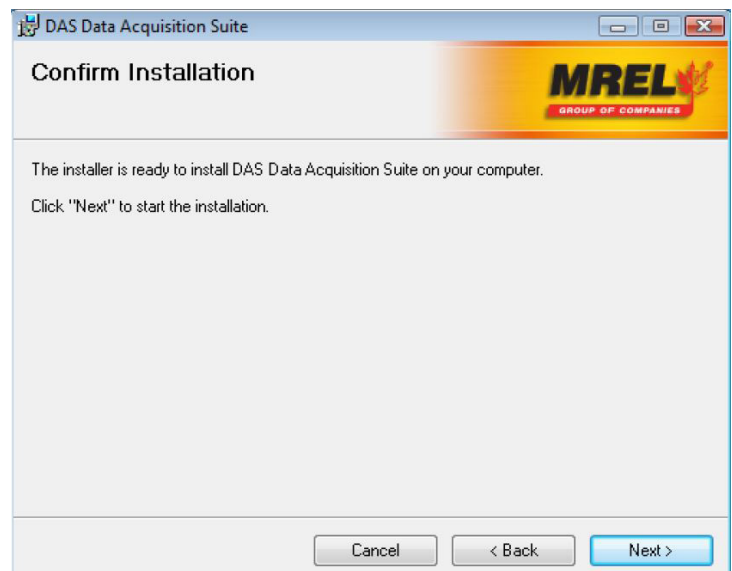 DAS Data Acquisition Suite
Confirm Installation
MREL
GROUP OF COMPANIES
The installer is ready to install DAS Data Acquisition Suite on your computer.
Click "Next" to start the installation.
Cancel
< Back
Next >